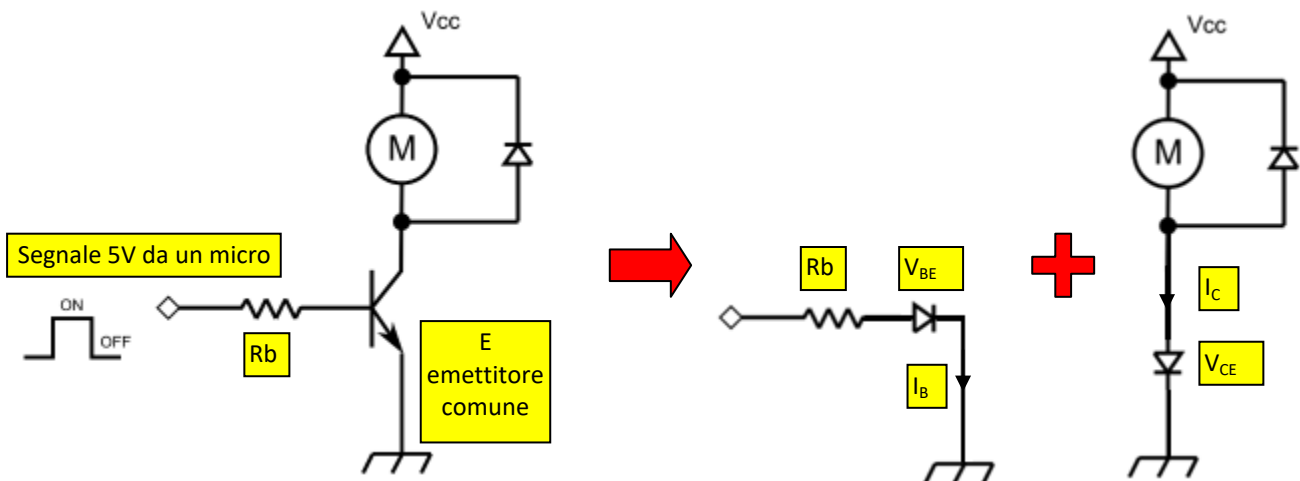 Vcc
M
Segnale 5V da un micro
ON
OFF
Rb
E
emettitore
comune
Rb
VBE
IB
Vcc
M
IC
VCE